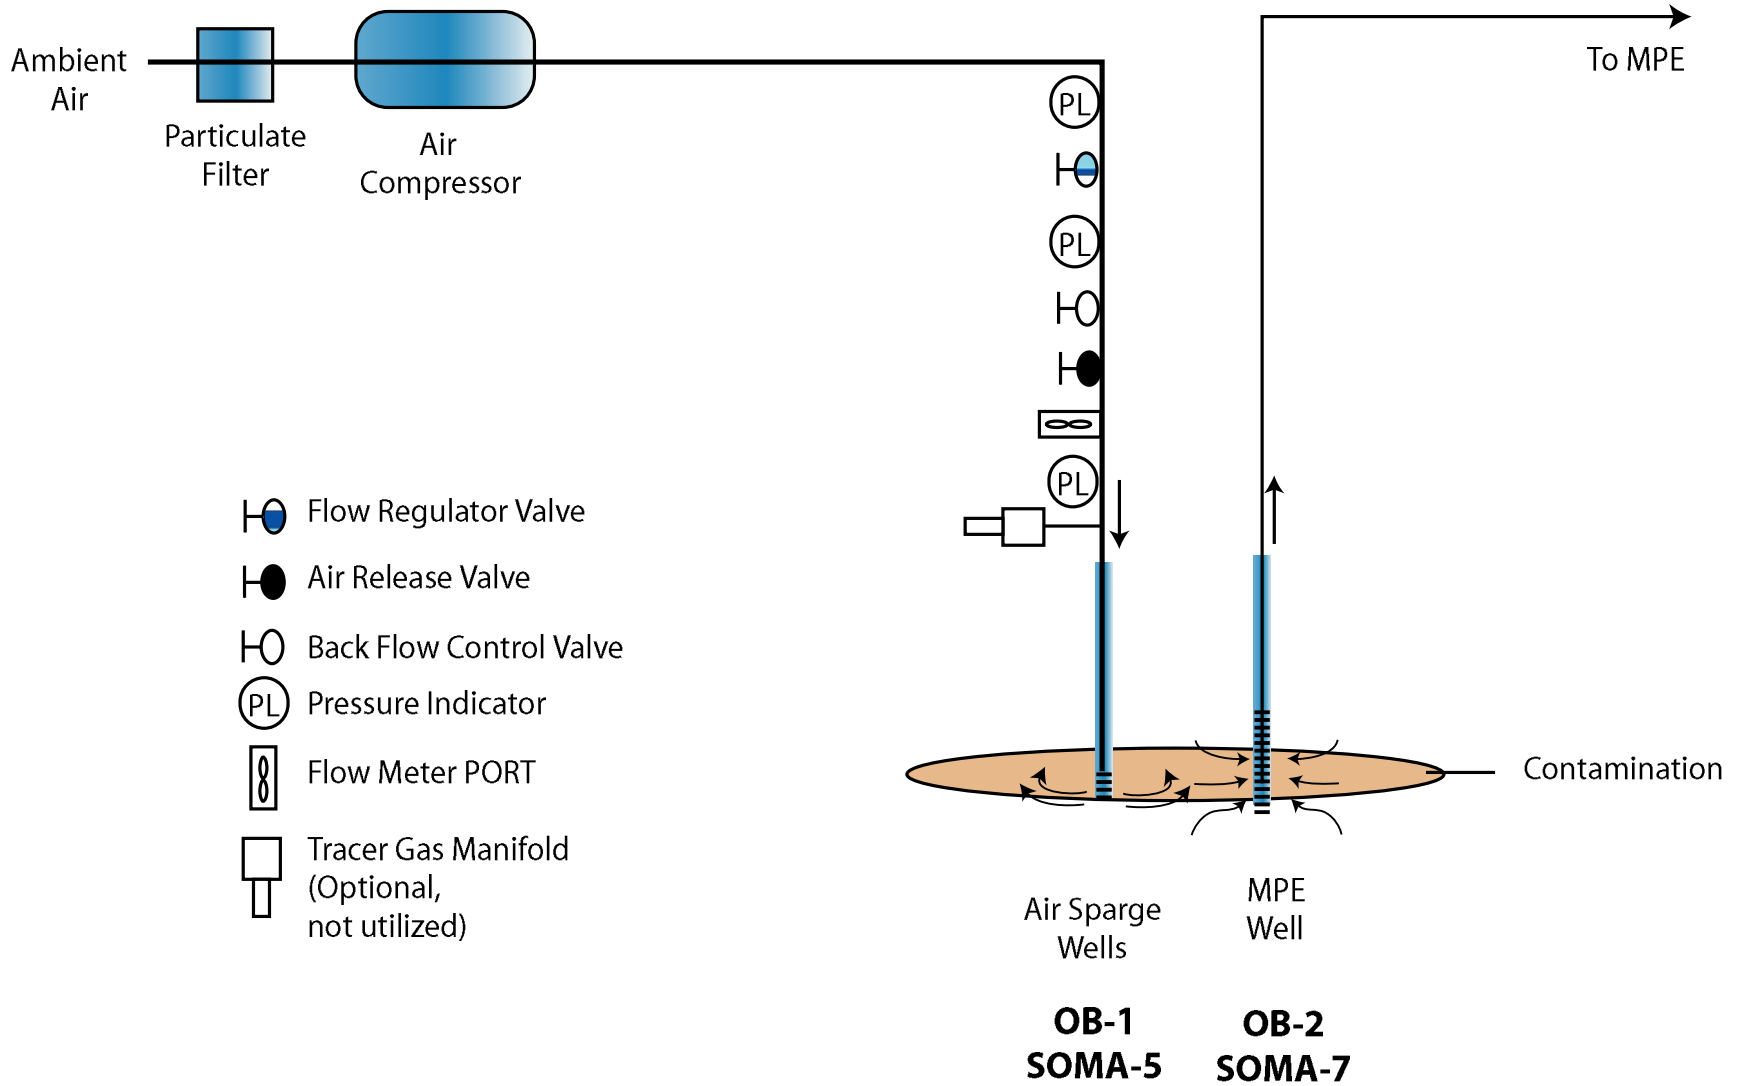 Ambient
Air
Particulate
Filter
Air
Compressor
To MPE
PL
PL
PL
Flow Regulator Valve
Air Release Valve
Back Flow Control Valve
PL
Pressure Indicator
Flow Meter PORT
Tracer Gas Manifold
(Optional,
not utilized)
Contamination
Air Sparge
Wells
MPE
Well
OB-1
SOMA-5
OB-2
SOMA-7